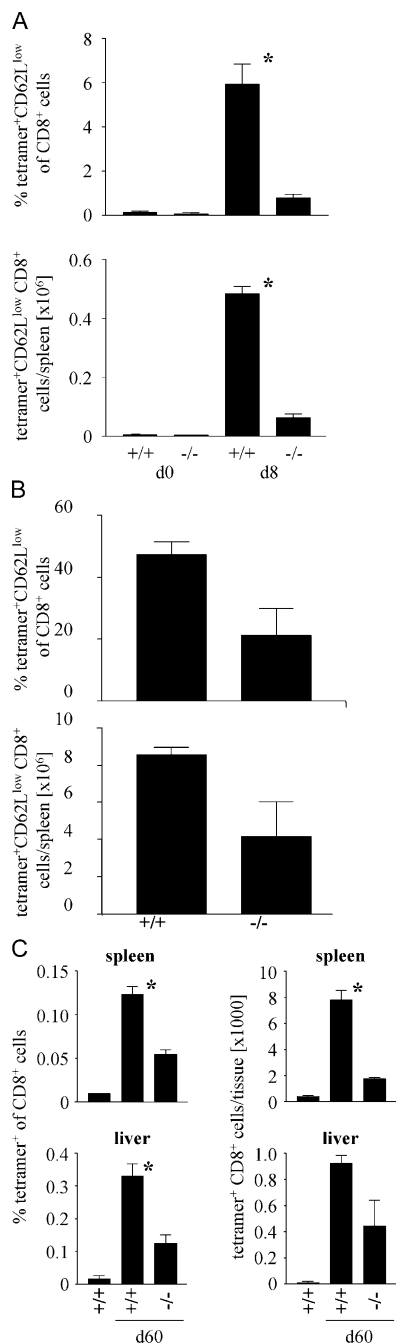 A
% tetramer⁺CD62Lˡᵒʷ
of CD8⁺ cells
8
6
4
2
0
*
tetramer⁺CD62Lˡᵒʷ CD8⁺
cells/spleen [x10⁶]
0.6
0.4
0.2
0
*
+/+ -/- +/+ -/-
d0 d8
B
% tetramer⁺CD62Lˡᵒʷ
of CD8⁺ cells
60
40
20
0
tetramer⁺CD62Lˡᵒʷ CD8⁺
cells/spleen [x10⁶]
10
8
6
4
2
0
+/+ -/-
C
% tetramer⁺ of CD8⁺ cells
spleen
0.15
0.10
0.05
0
*
liver
0.4
0.3
0.2
0.1
0
*
+/+ +/+ -/-
d60
tetramer⁺ CD8⁺ cells/tissue [x1000]
spleen
10
8
6
4
2
0
*
liver
1.0
0.8
0.6
0.4
0.2
0
+/+ +/+ -/-
d60